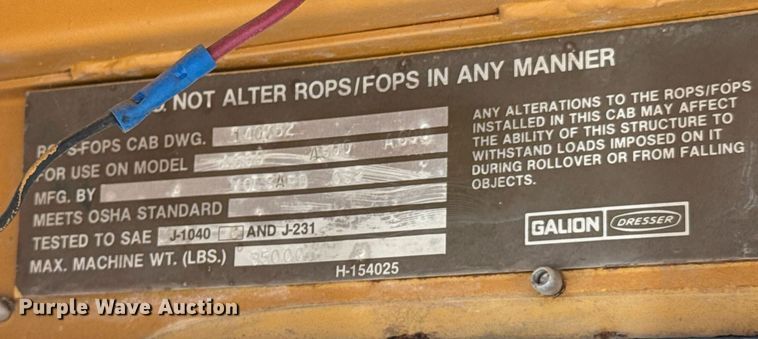 NOT ALTER ROPS/FOPS IN ANY MANNER
CAB DWG.
FOR USE ON MODEL
MFG. BY
MEETS OSHA STANDARD
TESTED TO SAE J-1040 AND J-231
MAX. MACHINE WT. (LBS.)
H-154025
ANY ALTERATIONS TO THE ROPS/FOPS
INSTALLED IN THIS CAB MAY AFFECT
THE ABILITY OF THIS STRUCTURE TO
WITHSTAND LOADS IMPOSED ON IT
DURING ROLLOVER OR FROM FALLING
OBJECTS.
GALION DRESSER
Purple Wave Auction